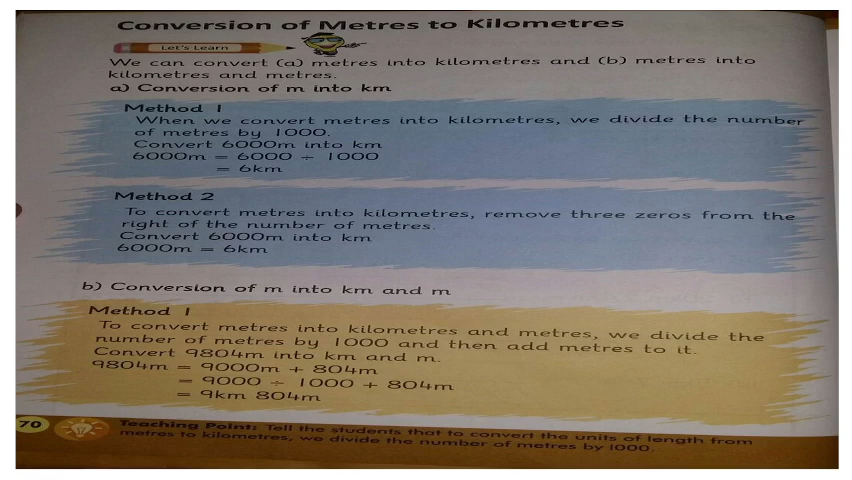 Conversion of Metres to Kilometres
Let's Learn
We can convert (a) metres into kilometres and (b) metres into
kilometres and metres.
a) Conversion of m into km
Method 1
When we convert metres into kilometres, we divide the number
of metres by 1000.
Convert 6000m into km
6000m = 6000 ÷ 1000
= 6km
Method 2
To convert metres into kilometres, remove three zeros from the
right of the number of metres.
Convert 6000m into km
6000m = 6km
b) Conversion of m into km and m
Method 1
To convert metres into kilometres and metres, we divide the
number of metres by 1000 and then add metres to it.
Convert 9804m into km and m.
9804m = 9000m + 804m
= 9000 ÷ 1000 + 804m
= 9km 804m
70
Teaching Point: Tell the students that to convert the units of length from
metres to kilometres, we divide the number of metres by 1000.